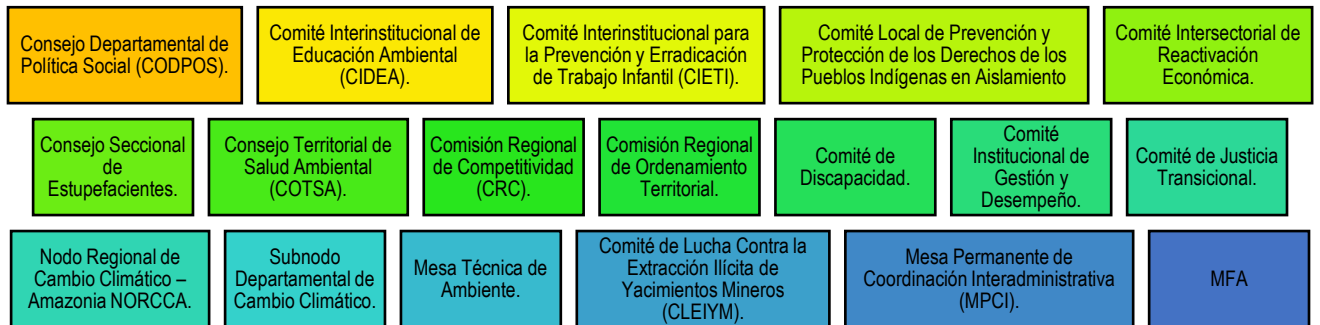 Consejo Departamental de
Política Social (CODPOS).
Comité Interinstitucional de
Educación Ambiental
(CIDEA).
Comité Interinstitucional para
la Prevención y Erradicación
de Trabajo Infantil (CIETI).
Comité Local de Prevención y
Protección de los Derechos de los
Pueblos Indígenas en Aislamiento
Comité Intersectorial de
Reactivación
Económica.
Consejo Seccional
de
Estupefacientes.
Consejo Territorial de
Salud Ambiental
(COTSA).
Comisión Regional
de Competitividad
(CRC).
Comisión Regional
de Ordenamiento
Territorial.
Comité de
Discapacidad.
Comité
Institucional de
Gestión y
Desempeño.
Comité de Justicia
Transicional.
Nodo Regional de
Cambio Climático –
Amazonia NORCCA.
Subnodo
Departamental de
Cambio Climático.
Mesa Técnica de
Ambiente.
Comité de Lucha Contra la
Extracción Ilícita de
Yacimientos Mineros
(CLEIYM).
Mesa Permanente de
Coordinación Interadministrativa
(MPCI).
MFA